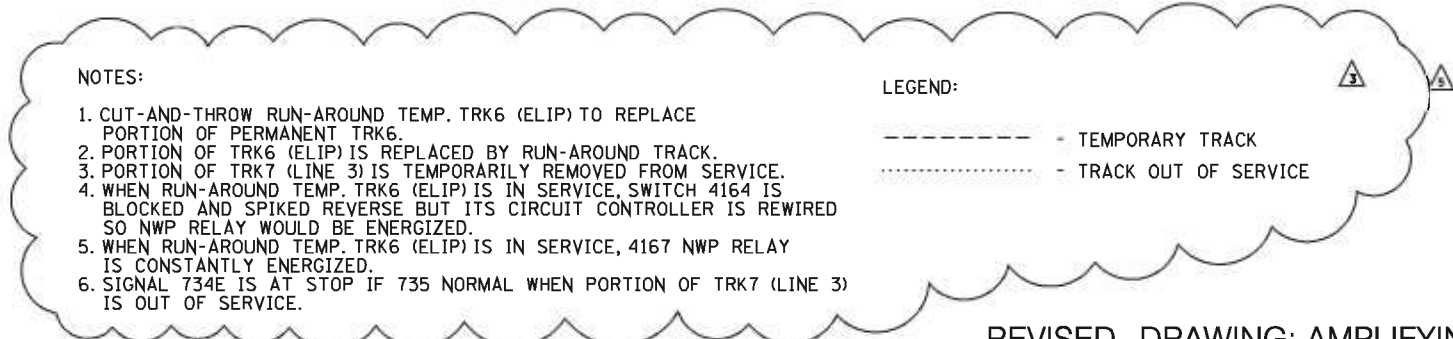 NOTES:
1. CUT-AND-THROW RUN-AROUND TEMP. TRK6 (ELIP) TO REPLACE
PORTION OF PERMANENT TRK6.
2. PORTION OF TRK6 (ELIP) IS REPLACED BY RUN-AROUND TRACK.
3. PORTION OF TRK7 (LINE 3) IS TEMPORARILY REMOVED FROM SERVICE.
4. WHEN RUN-AROUND TEMP. TRK6 (ELIP) IS IN SERVICE, SWITCH 4164 IS
BLOCKED AND SPIKED REVERSE BUT ITS CIRCUIT CONTROLLER IS REWIRED
SO NWP RELAY WOULD BE ENERGIZED.
5. WHEN RUN-AROUND TEMP. TRK6 (ELIP) IS IN SERVICE, 4167 NWP RELAY
IS CONSTANTLY ENERGIZED.
6. SIGNAL 734E IS AT STOP IF 735 NORMAL WHEN PORTION OF TRK7 (LINE 3)
IS OUT OF SERVICE.
LEGEND:
- TEMPORARY TRACK
- TRACK OUT OF SERVICE
3
5
REVISED DRAWING: AMPLIFYIN